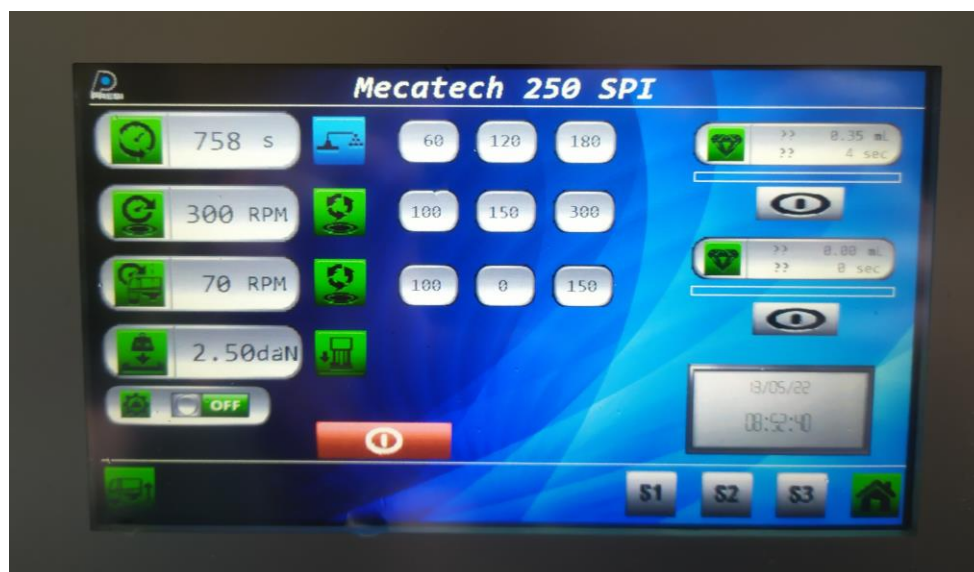 PRESI
Mecatech 250 SPI
758 s
60 120 180
?? 0.35 mL
?? 4 sec
300 RPM
100 150 300
70 RPM
100 0 150
?? 0.00 mL
?? 0 sec
2.50daN
OFF
13/05/22
08:52:40
S1 S2 S3